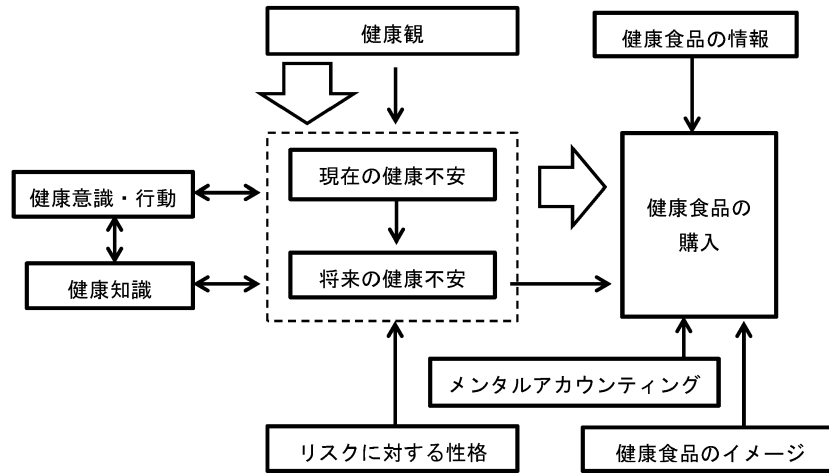 健康観
健康食品の情報
現在の健康不安
健康意識・行動
健康食品の
購入
将来の健康不安
健康知識
メンタルアカウンティング
リスクに対する性格
健康食品のイメージ